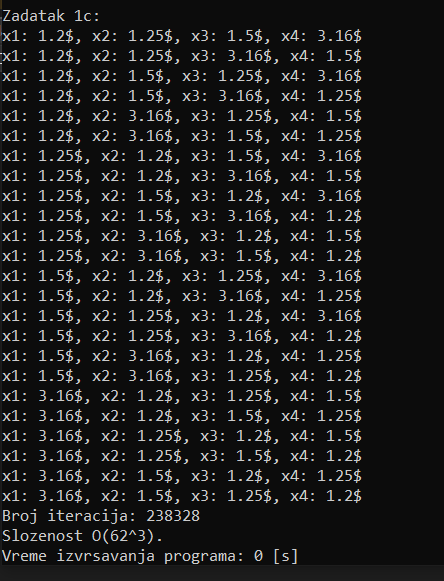 Zadatak 1c:
x1: 1.2$, x2: 1.25$, x3: 1.5$, x4: 3.16$
x1: 1.2$, x2: 1.25$, x3: 3.16$, x4: 1.5$
x1: 1.2$, x2: 1.5$, x3: 1.25$, x4: 3.16$
x1: 1.2$, x2: 1.5$, x3: 3.16$, x4: 1.25$
x1: 1.2$, x2: 3.16$, x3: 1.25$, x4: 1.5$
x1: 1.2$, x2: 3.16$, x3: 1.5$, x4: 1.25$
x1: 1.25$, x2: 1.2$, x3: 1.5$, x4: 3.16$
x1: 1.25$, x2: 1.2$, x3: 3.16$, x4: 1.5$
x1: 1.25$, x2: 1.5$, x3: 1.2$, x4: 3.16$
x1: 1.25$, x2: 1.5$, x3: 3.16$, x4: 1.2$
x1: 1.25$, x2: 3.16$, x3: 1.2$, x4: 1.5$
x1: 1.25$, x2: 3.16$, x3: 1.5$, x4: 1.2$
x1: 1.5$, x2: 1.2$, x3: 1.25$, x4: 3.16$
x1: 1.5$, x2: 1.2$, x3: 3.16$, x4: 1.25$
x1: 1.5$, x2: 1.25$, x3: 1.2$, x4: 3.16$
x1: 1.5$, x2: 1.25$, x3: 3.16$, x4: 1.2$
x1: 1.5$, x2: 3.16$, x3: 1.2$, x4: 1.25$
x1: 1.5$, x2: 3.16$, x3: 1.25$, x4: 1.2$
x1: 3.16$, x2: 1.2$, x3: 1.25$, x4: 1.5$
x1: 3.16$, x2: 1.2$, x3: 1.5$, x4: 1.25$
x1: 3.16$, x2: 1.25$, x3: 1.2$, x4: 1.5$
x1: 3.16$, x2: 1.25$, x3: 1.5$, x4: 1.2$
x1: 3.16$, x2: 1.5$, x3: 1.2$, x4: 1.25$
x1: 3.16$, x2: 1.5$, x3: 1.25$, x4: 1.2$
Broj iteracija: 238328
Slozenost O(62^3).
Vreme izvrsavanja programa: 0 [s]